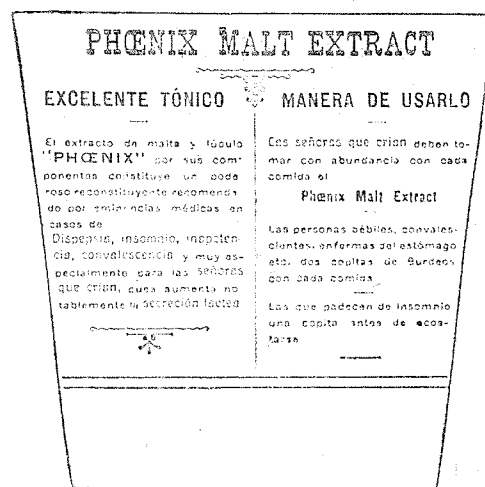 PHŒNIX MALT EXTRACT
EXCELENTE TÓNICO
El extracto de malta y lúpulo
"PHŒNIX" por sus com-
ponentes constituye un pode
roso reconstituyente recomenda-
do por eminencias médicas en
casos de
Dispepsia, insomnio, inapeten-
cia, convalescencia y muy es-
pecialmente para las señoras
que crian, pues aumenta no-
tablemente la secreción lactea
MANERA DE USARLO
Las señoras que crian deben to-
mar con abundancia con cada
comida el
Phœnix Malt Extract
Las personas débiles, convales-
cientes, enfermas del estómago
etc. dos copitas de Burdeos
con cada comida
Las que padecen de insomnio
una copita antes de acos-
tarse